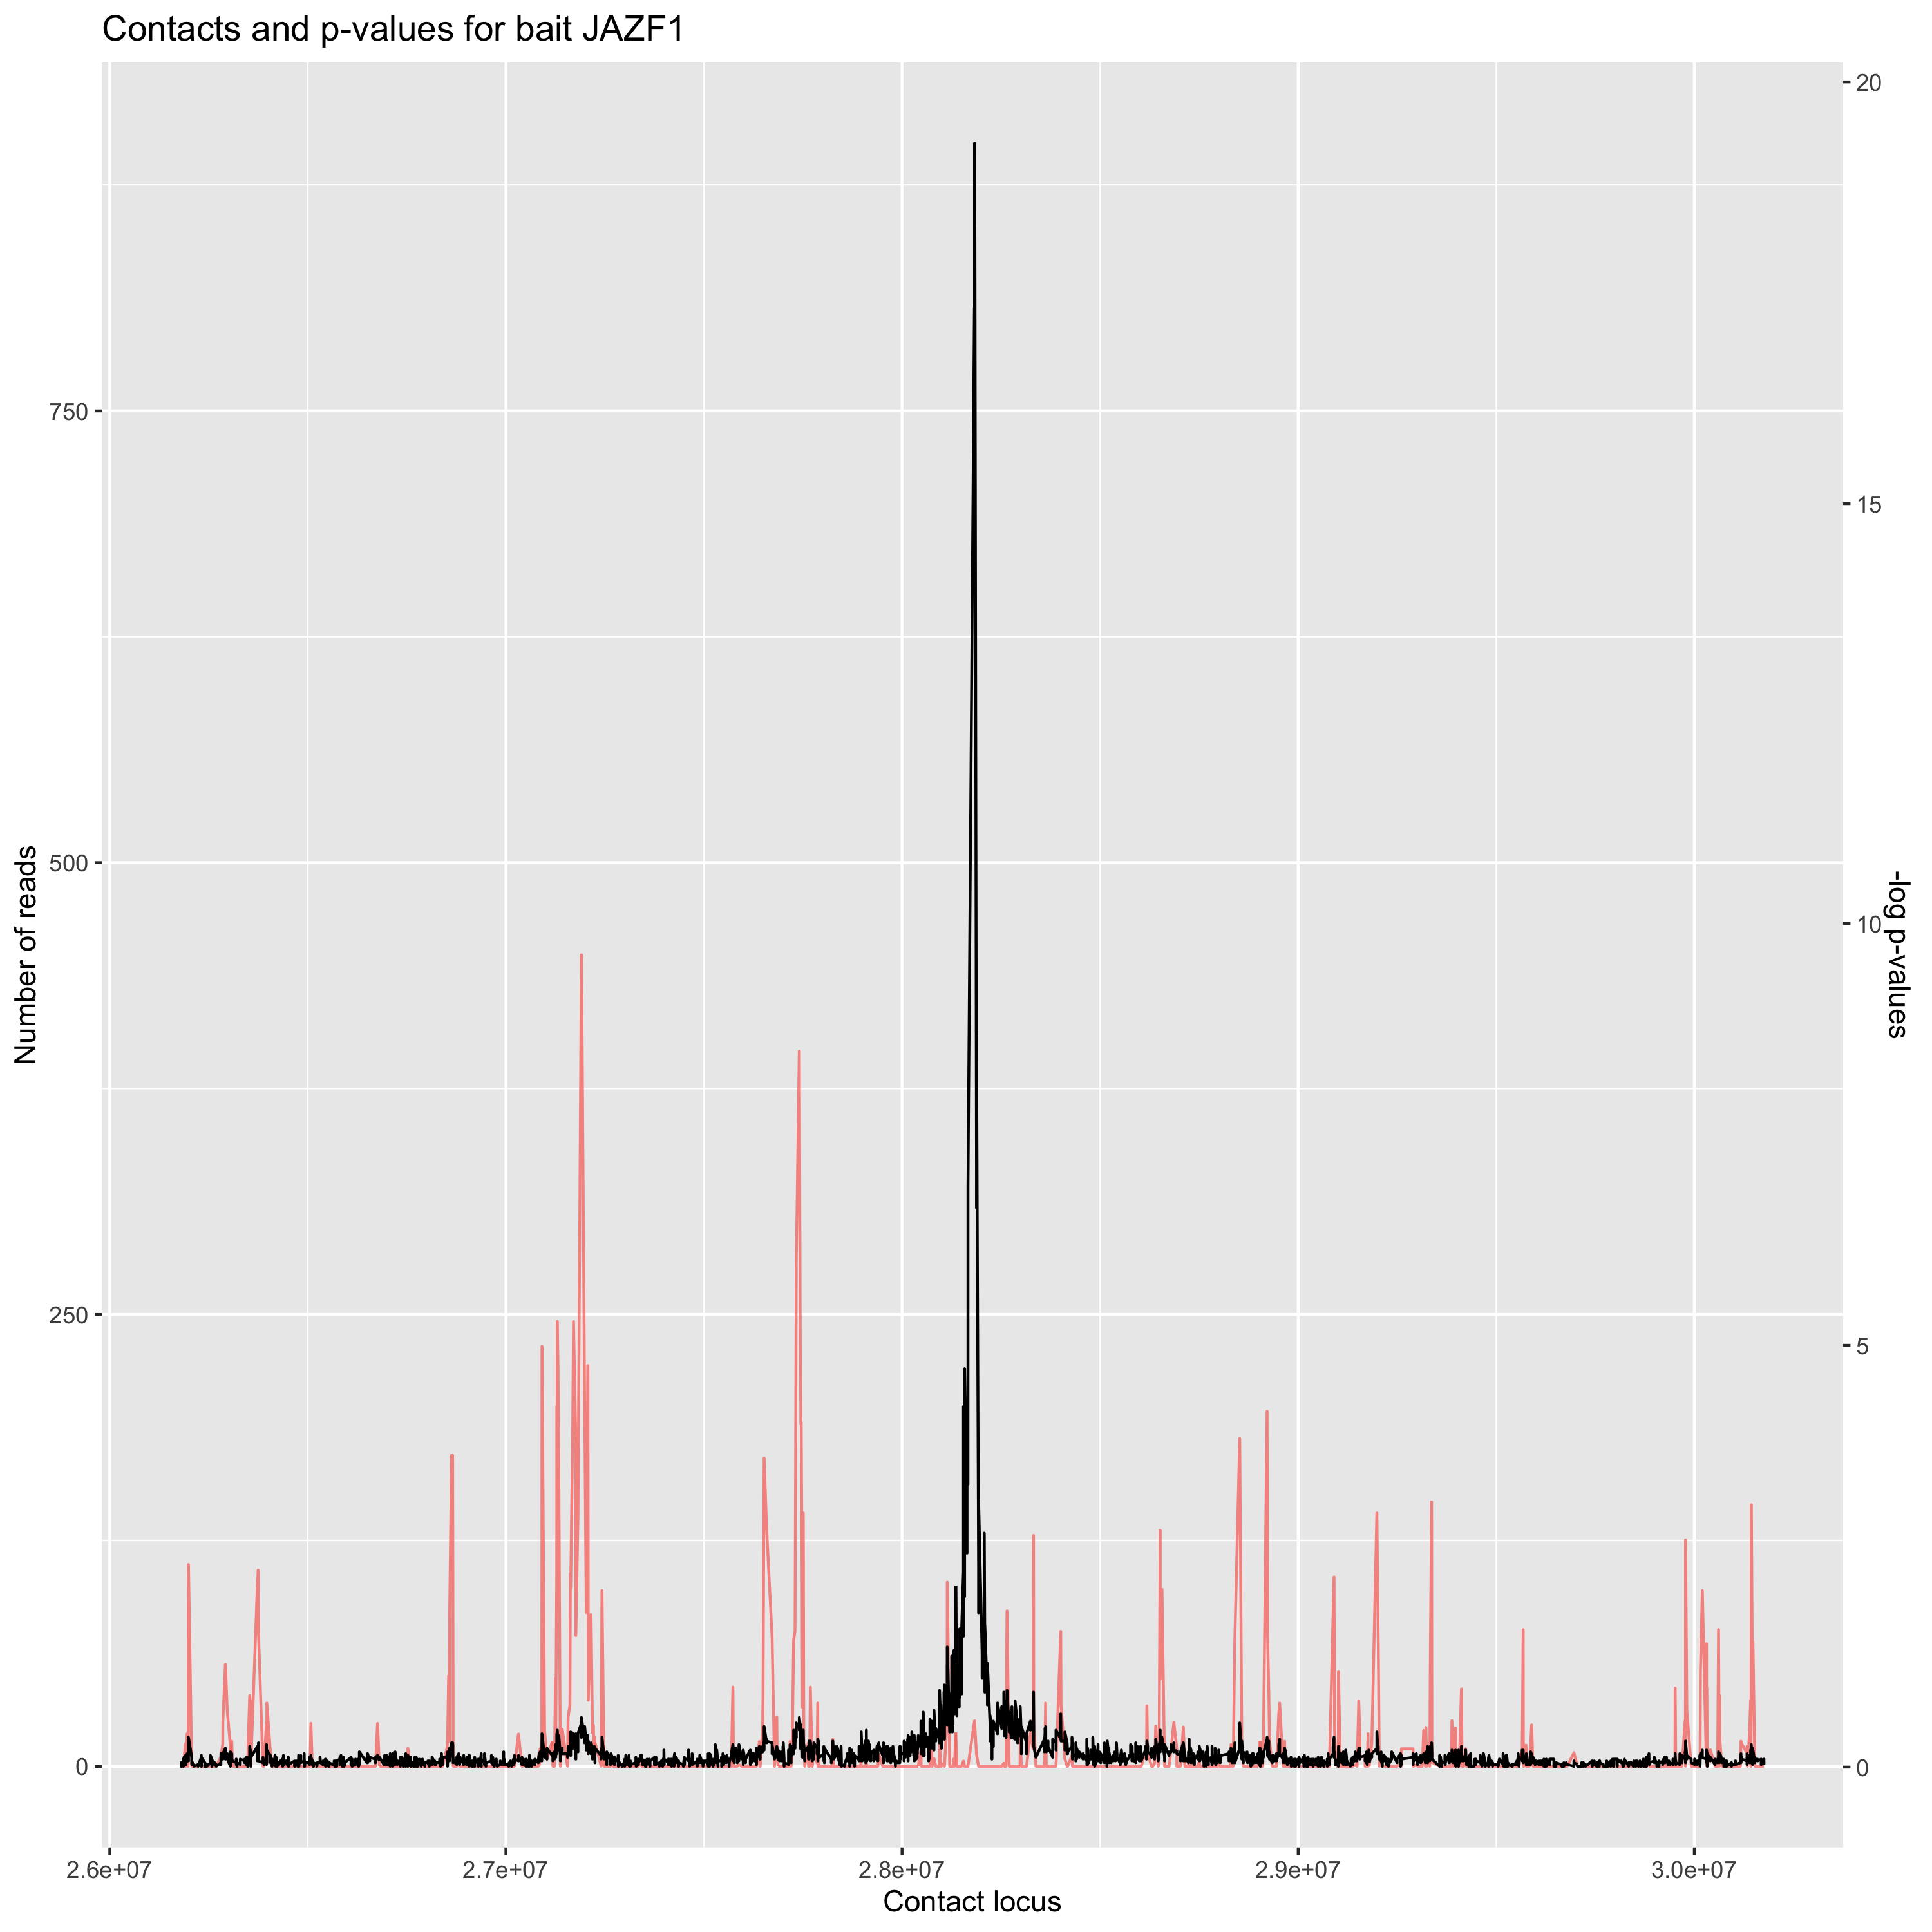 Contacts and p-values for bait JAZF1
Number of reads
750
500
250
0
20
15
10
5
0
-log p-values
2.6e+07
2.7e+07
2.8e+07
2.9e+07
3.0e+07
Contact locus